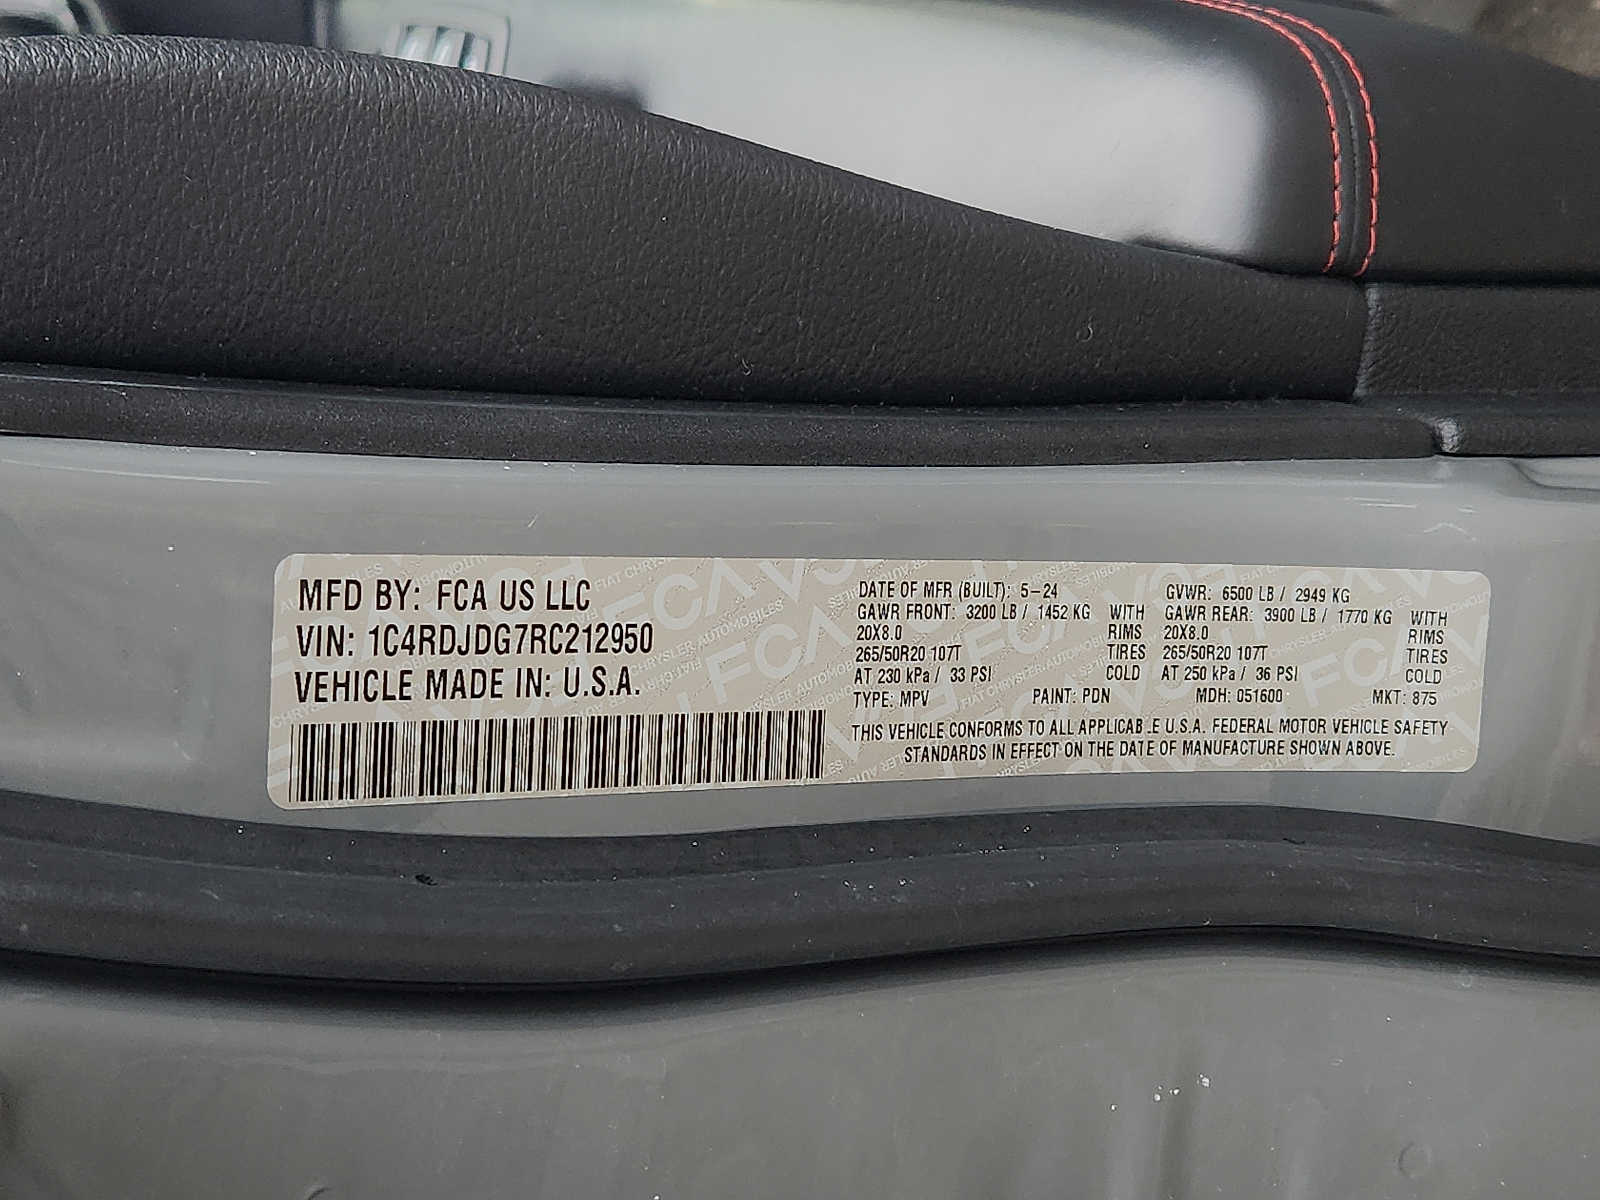 MFD BY: FCA US LLC
VIN: 1C4RDJDG7RC212950
VEHICLE MADE IN: U.S.A.
DATE OF MFR (BUILT): 5-24 GVWR: 6500 LB / 2949 KG
GAWR FRONT: 3200 LB / 1452 KG WITH GAWR REAR: 3900 LB / 1770 KG WITH
20X8.0 RIMS 20X8.0 RIMS
265/50R20 107T TIRES 265/50R20 107T TIRES
AT 230 kPa / 33 PSI COLD AT 250 kPa / 36 PSI COLD
TYPE: MPV PAINT: PDN MDH: 051600 MKT: 875
THIS VEHICLE CONFORMS TO ALL APPLICABLE U.S.A. FEDERAL MOTOR VEHICLE SAFETY
STANDARDS IN EFFECT ON THE DATE OF MANUFACTURE SHOWN ABOVE.